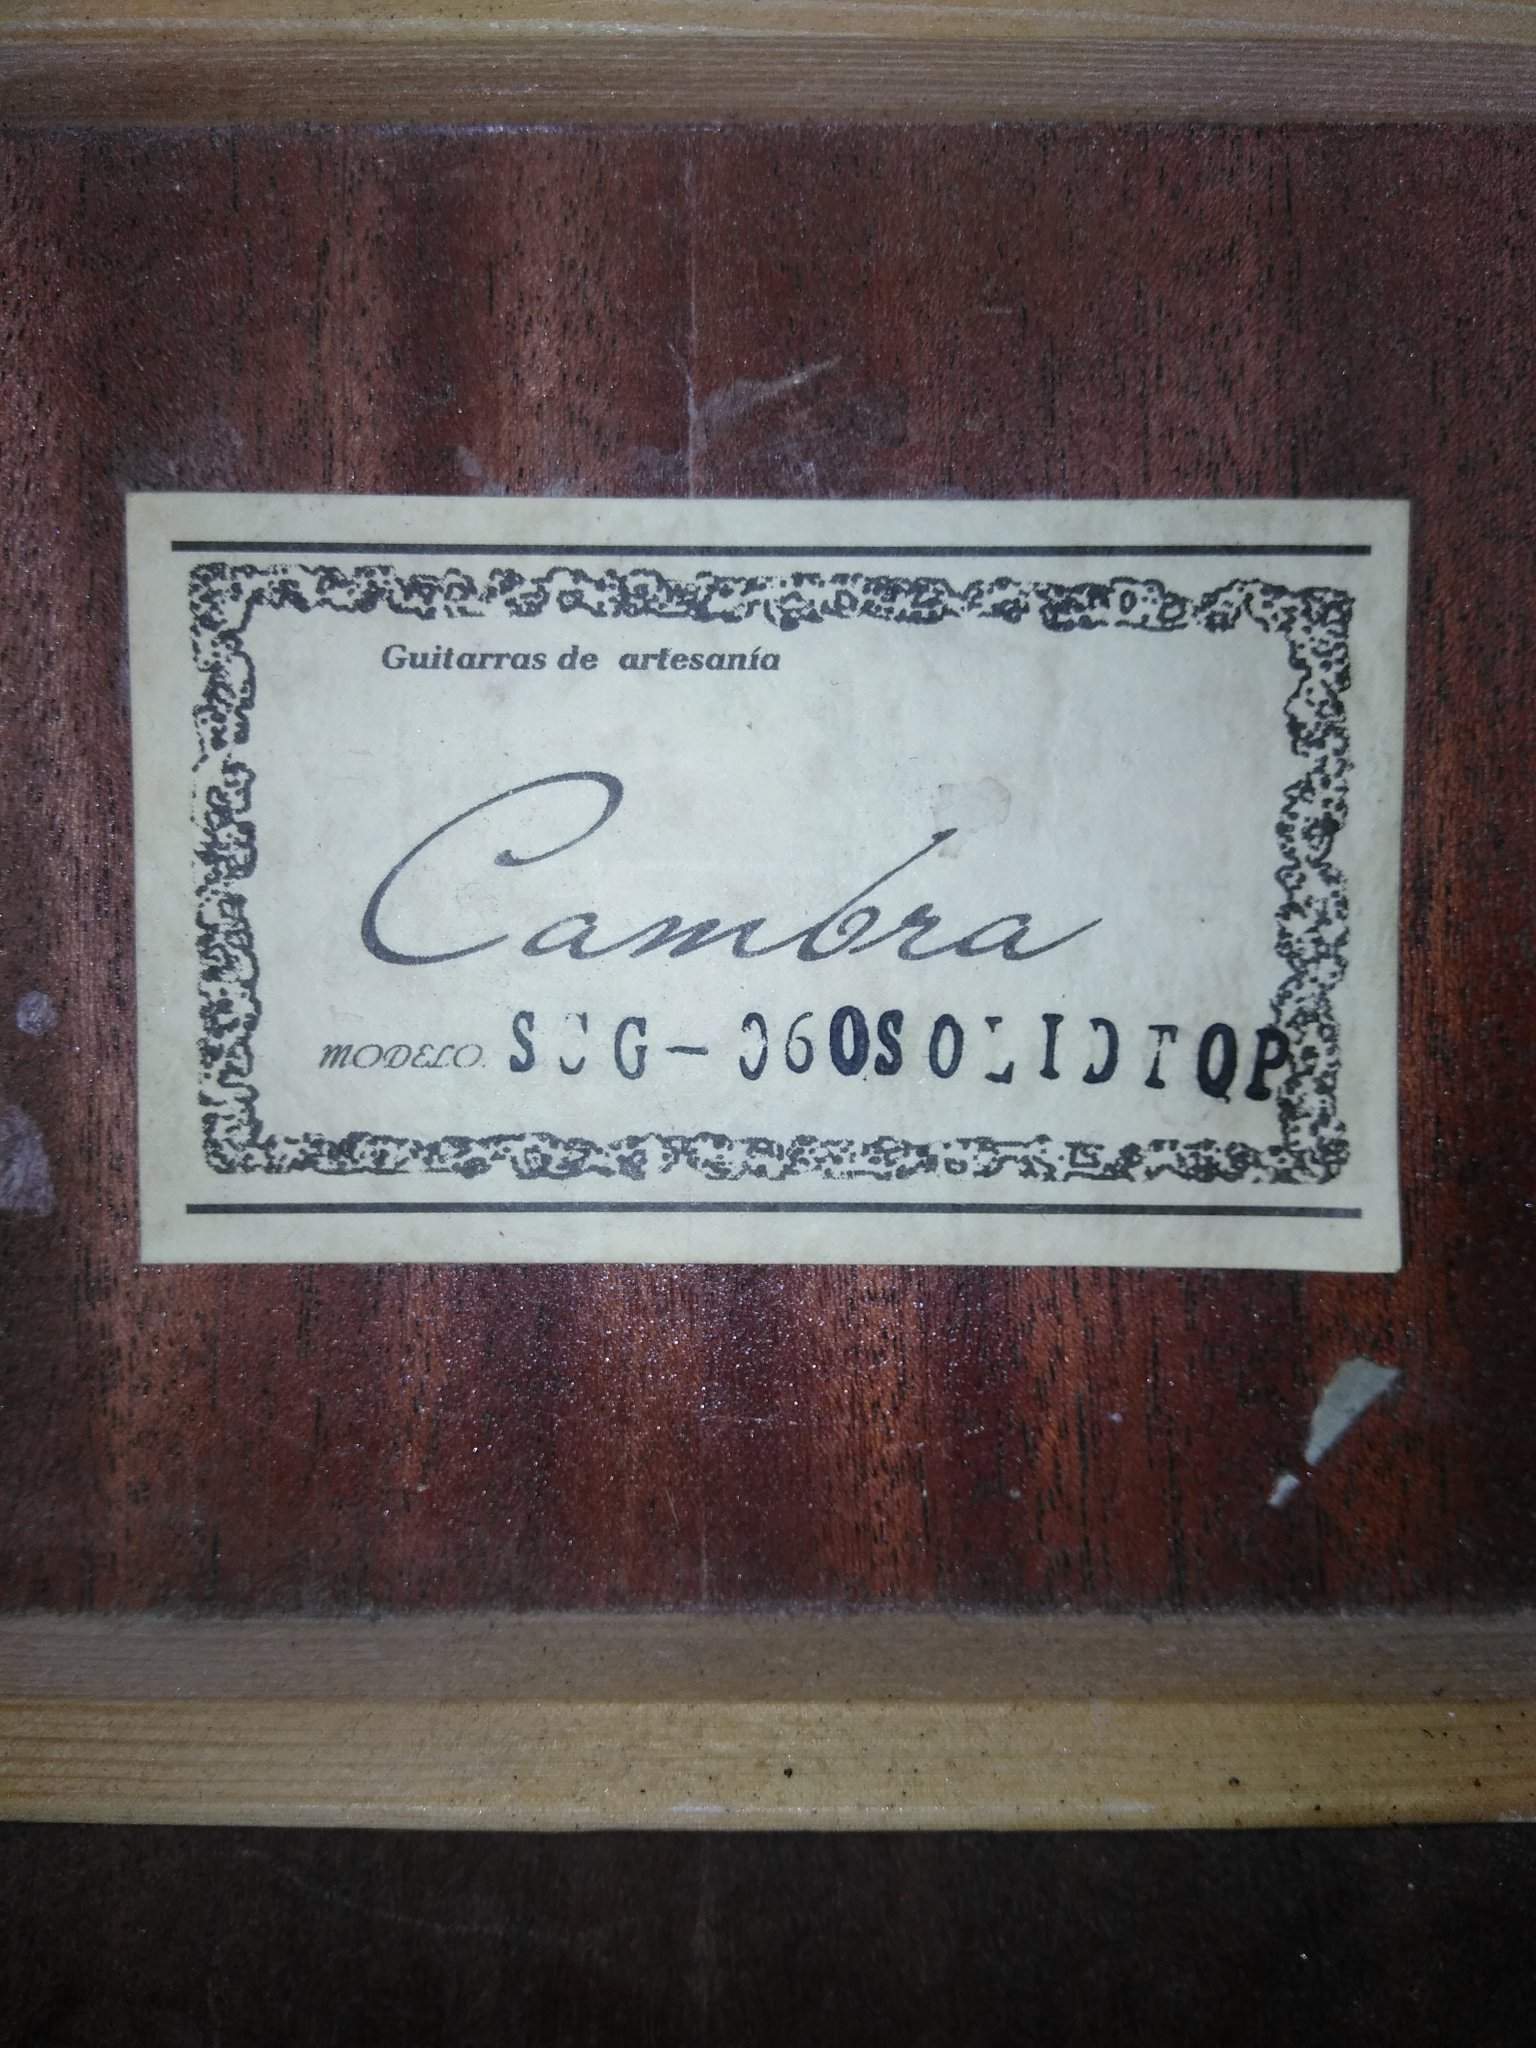 Guitarras de artesanía
Cambra
MODELO. SCG-060SOLIDTOP